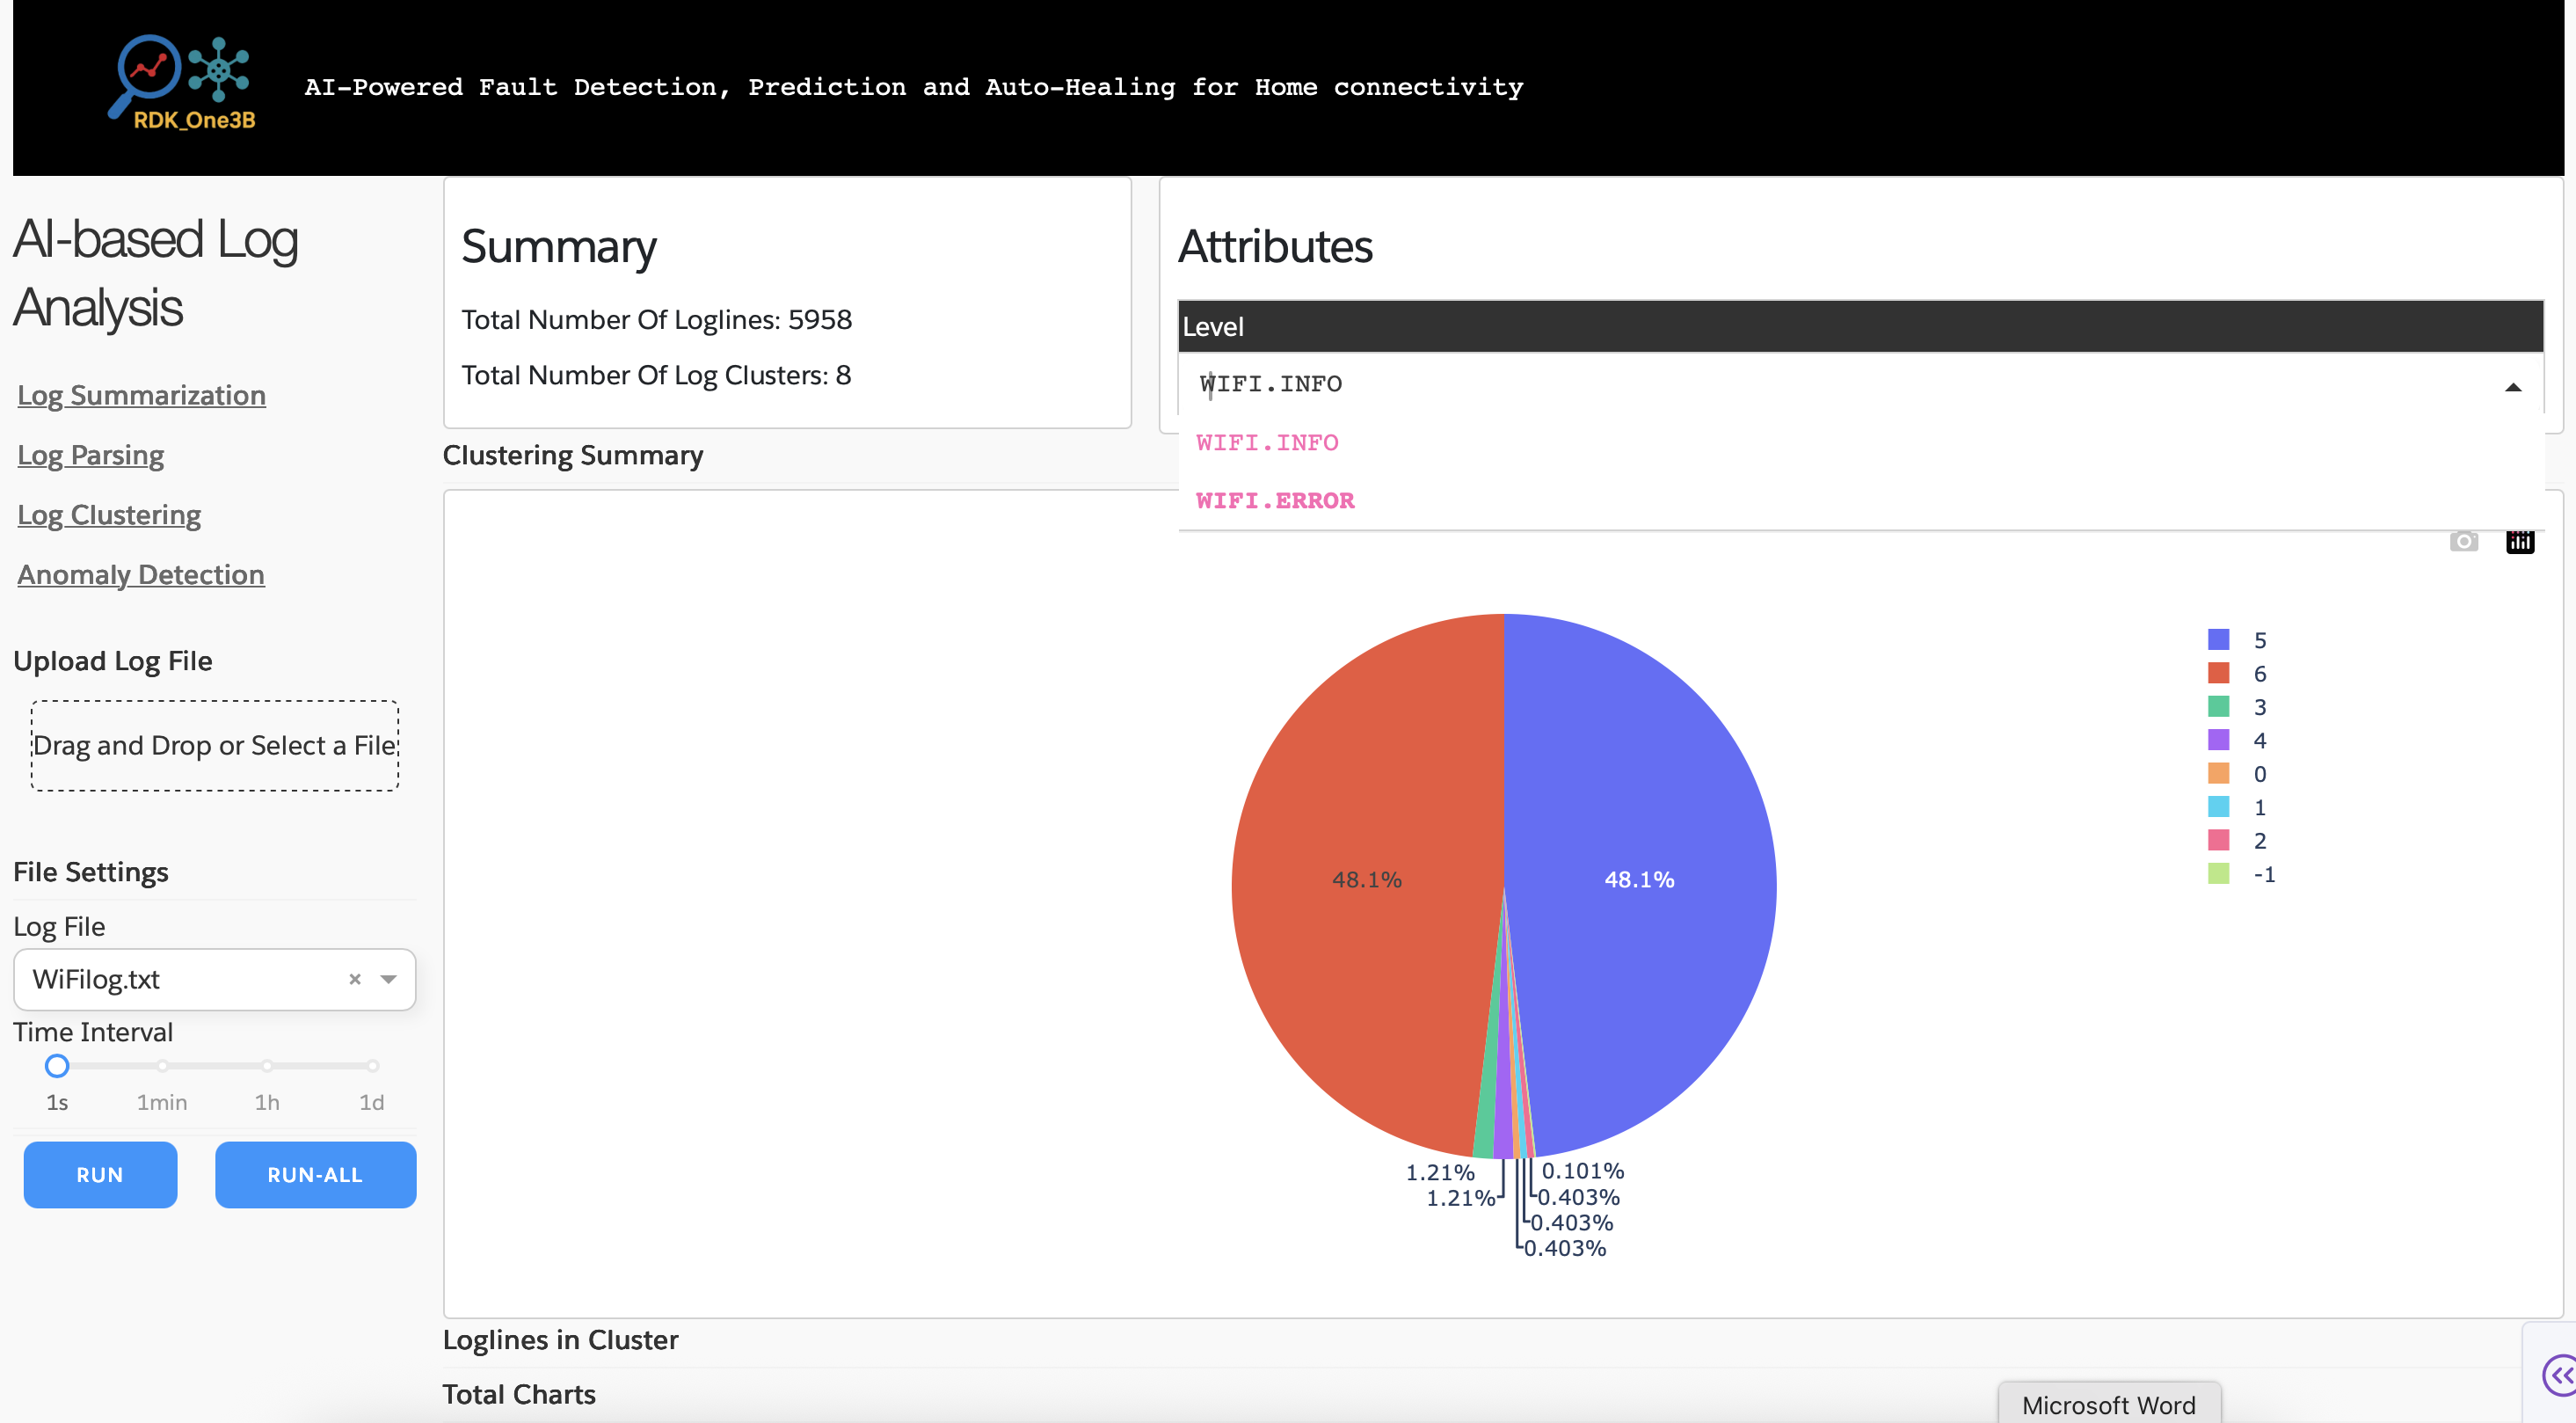 RDK_One3B
AI-Powered Fault Detection, Prediction and Auto-Healing for Home connectivity
AI-based Log
Analysis
Log Summarization
Log Parsing
Log Clustering
Anomaly Detection
Upload Log File
Drag and Drop or Select a File
File Settings
Log File
WiFilog.txt
Time Interval
1s 1min 1h 1d
RUN RUN-ALL
Summary
Total Number Of Loglines: 5958
Total Number Of Log Clusters: 8
Attributes
Level
WIFI.INFO
WIFI.INFO
WIFI.ERROR
Clustering Summary
48.1% 48.1%
1.21% 0.101%
1.21% 0.403%
0.403%
0.403%
5
6
3
4
0
1
2
-1
Loglines in Cluster
Total Charts
Microsoft Word